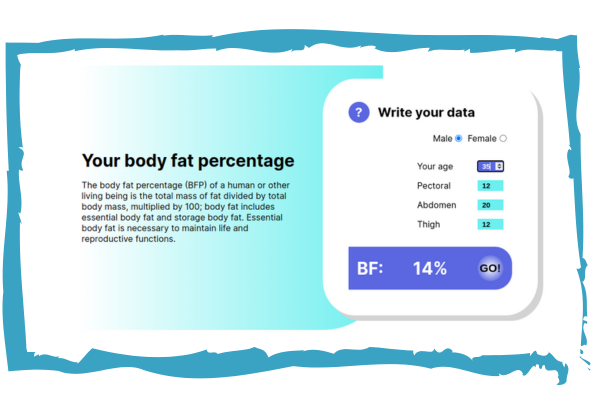 Your body fat percentage
The body fat percentage (BFP) of a human or other
living being is the total mass of fat divided by total
body mass, multiplied by 100; body fat includes
essential body fat and storage body fat. Essential
body fat is necessary to maintain life and
reproductive functions.
? Write your data
Male Female
Your age 35
Pectoral 12
Abdomen 20
Thigh 12
BF: 14% GO!